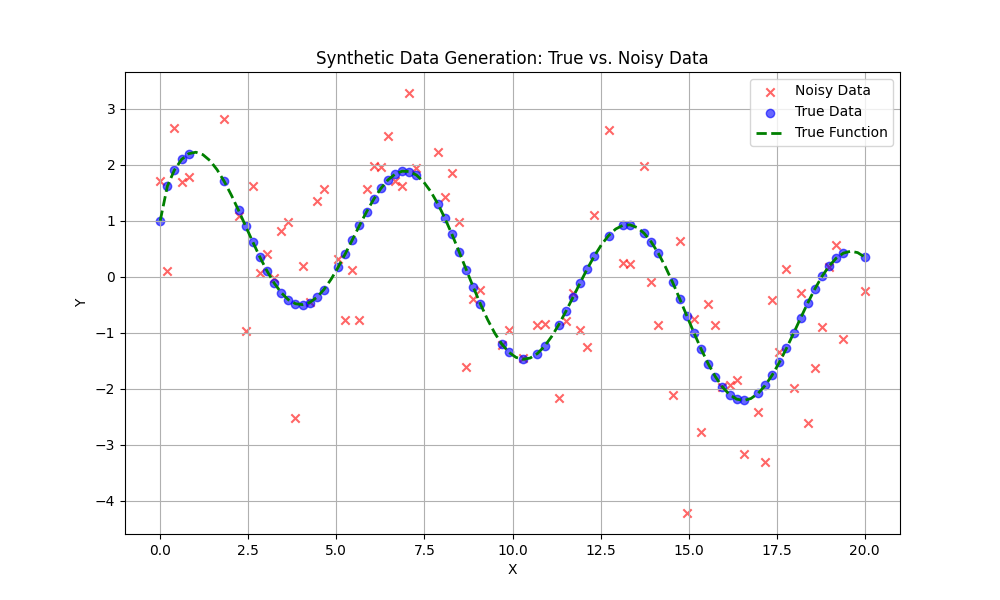 Synthetic Data Generation: True vs. Noisy Data
Noisy Data
True Data
True Function
3
2
1
0
−1
−2
−3
−4
Y
0.0 2.5 5.0 7.5 10.0 12.5 15.0 17.5 20.0
X